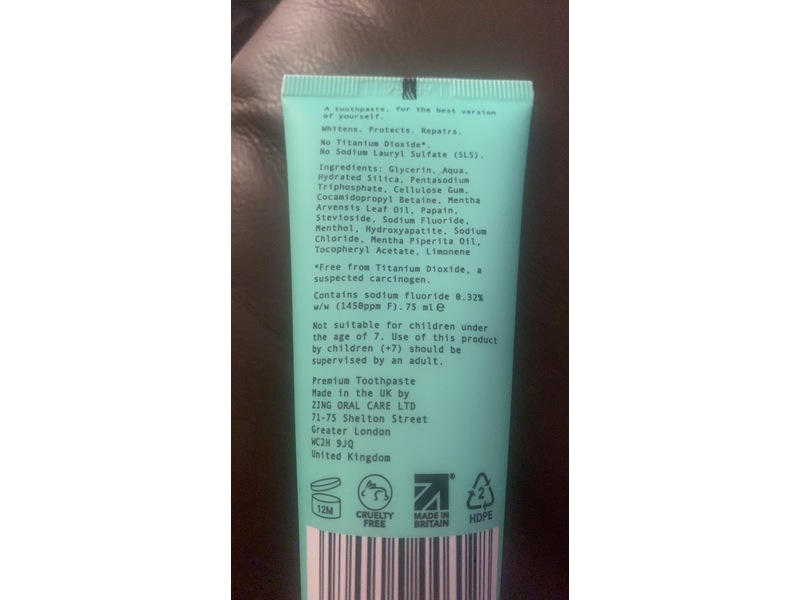 A toothpaste, for the best version
of yourself.
Whitens. Protects. Repairs.
No Titanium Dioxide*.
No Sodium Lauryl Sulfate (SLS).
Ingredients: Glycerin, Aqua,
Hydrated Silica, Pentasodium
Triphosphate, Cellulose Gum,
Cocamidopropyl Betaine, Mentha
Arvensis Leaf Oil, Papain,
Stevioside, Sodium Fluoride,
Menthol, Hydroxyapatite, Sodium
Chloride, Mentha Piperita Oil,
Tocopheryl Acetate, Limonene
*Free from Titanium Dioxide, a
suspected carcinogen.
Contains sodium fluoride 0.32%
w/w (1450ppm F). 75 ml ℮
Not suitable for children under
the age of 7. Use of this product
by children (+7) should be
supervised by an adult.
Premium Toothpaste
Made in the UK by
ZING ORAL CARE LTD
71-75 Shelton Street
Greater London
WC2H 9JQ
United Kingdom
12M
CRUELTY
FREE
MADE IN
BRITAIN
®
2
HDPE